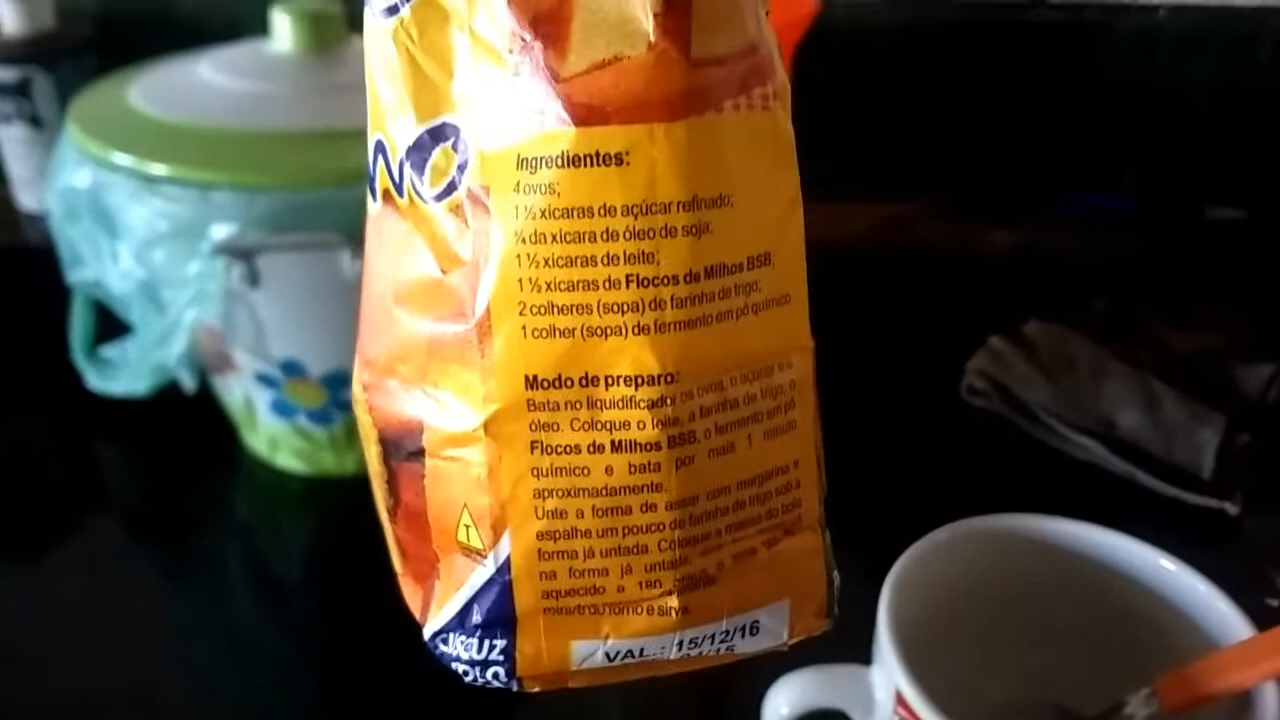 NO
Ingredientes:
4 ovos;
1 ½ xícaras de açúcar refinado;
¾ da xícara de óleo de soja;
1 ½ xícaras de leite;
1 ½ xícaras de Flocos de Milhos BSB;
2 colheres (sopa) de farinha de trigo;
1 colher (sopa) de fermento em pó químico
Modo de preparo:
Bata no liquidificador os ovos, o açúcar e o
óleo. Coloque o leite, a farinha de trigo, o
Flocos de Milhos BSB, o fermento em pó
químico e bata por mais 1 minuto
aproximadamente.
Unte a forma de assar com margarina e
espalhe um pouco de farinha de trigo sob a
forma já untada. Coloque a massa do bolo
na forma já untada,
aquecido a 180
forno e sirva
T
CUSCUZ
VAL.: 15/12/16